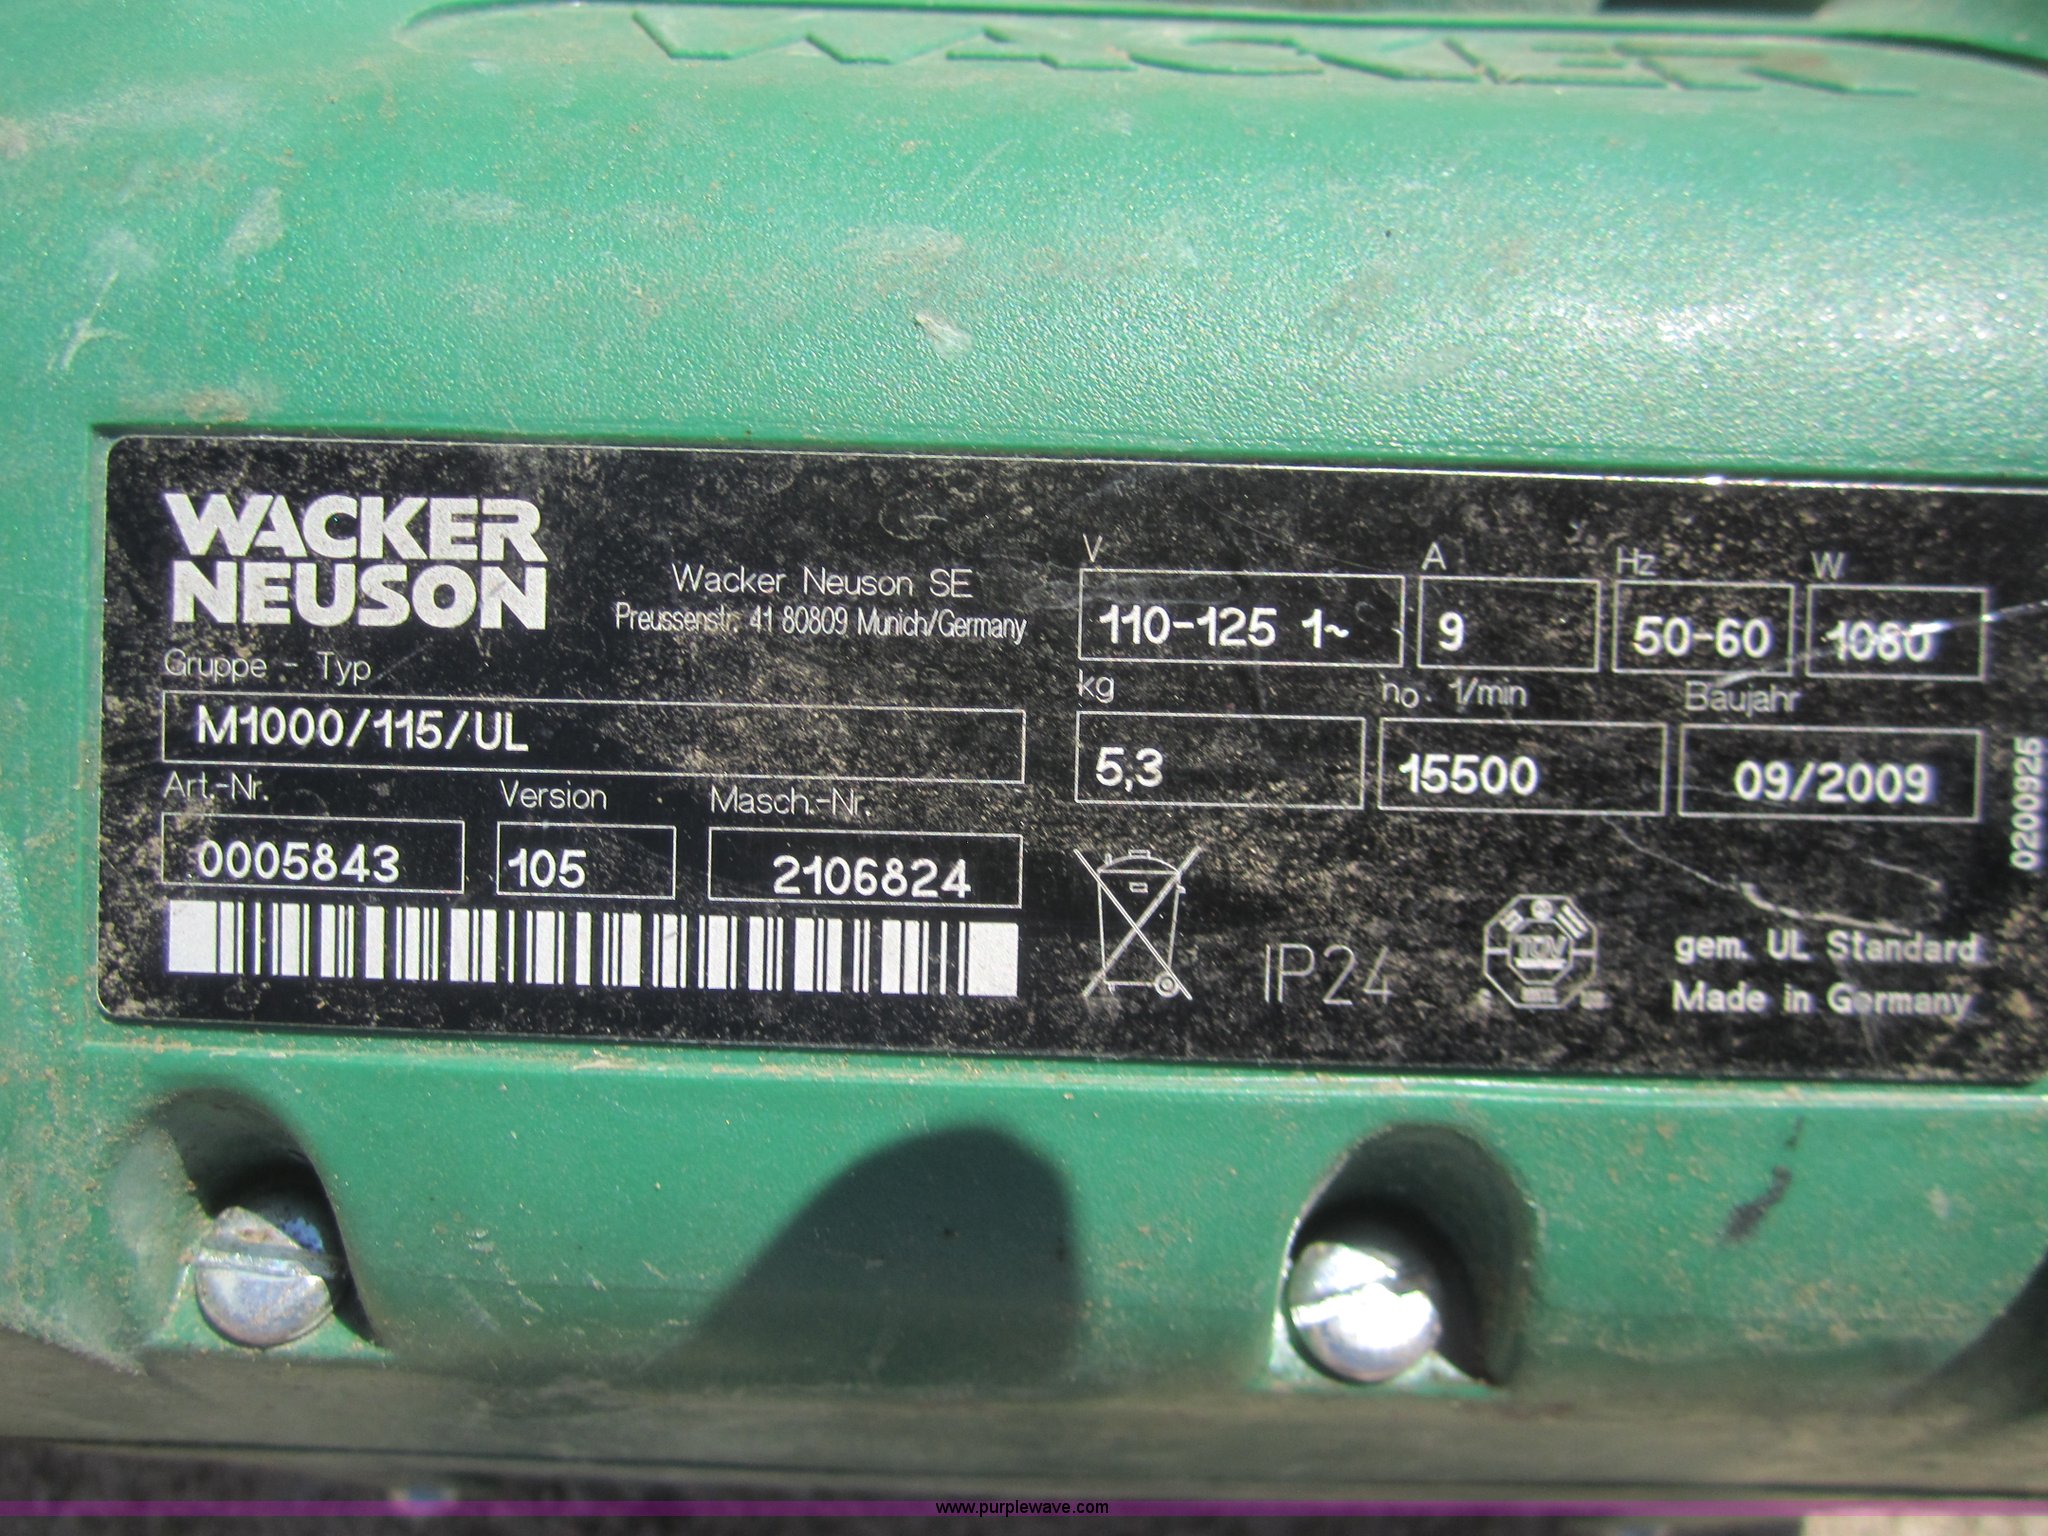 WACKER
WACKER
NEUSON
Wacker Neuson SE
Preussenstr. 41 80809 Munich/Germany
Gruppe - Typ
M1000/115/UL
Art.-Nr.
Version
Masch.-Nr.
0005843
105
2106824
V
A
Hz
W
110-125 1~
9
50-60
1080
kg
no. 1/min
Baujahr
5,3
15500
09/2009
IP24
TÜV
gem. UL Standard
Made in Germany
0200925
www.purplewave.com